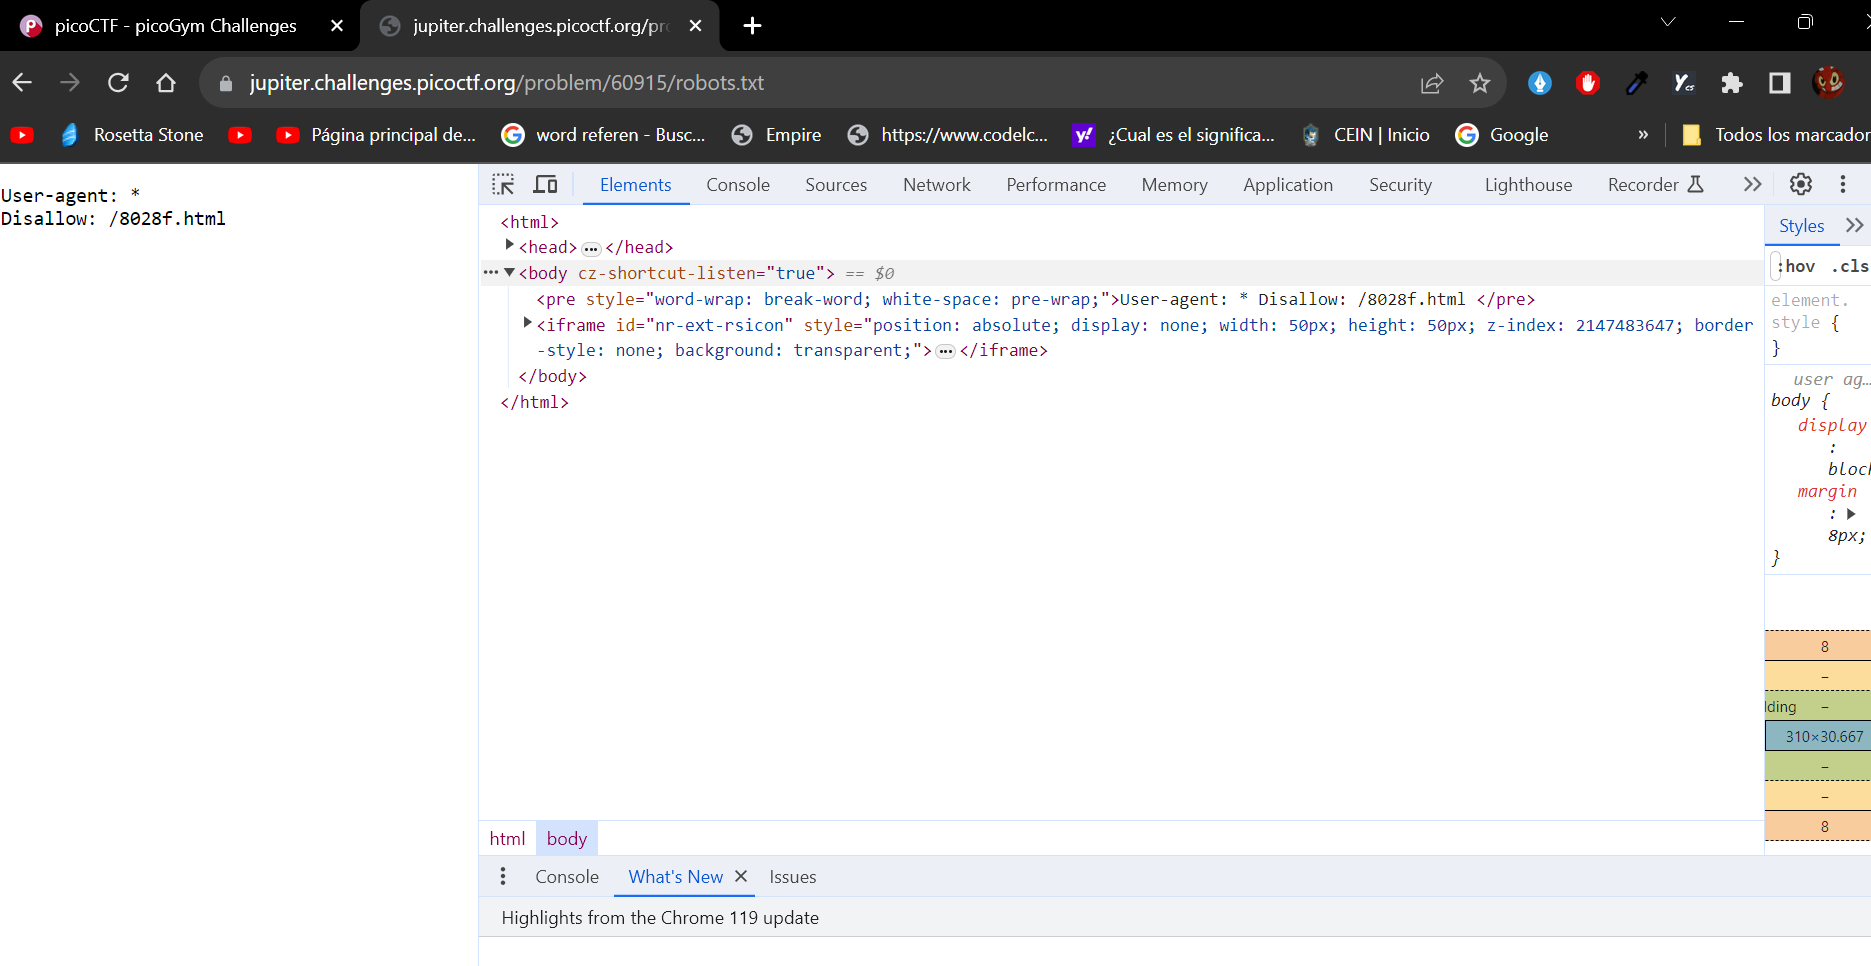 picoCTF - picoGym Challenges
jupiter.challenges.picoctf.org/pro
jupiter.challenges.picoctf.org/problem/60915/robots.txt
Rosetta Stone
Página principal de...
word referen - Busc...
Empire
https://www.codelc...
¿Cual es el significa...
CEIN | Inicio
Google
»
Todos los marcador
User-agent: *
Disallow: /8028f.html
Elements Console Sources Network Performance Memory Application Security Lighthouse Recorder
<html>
<head> ... </head>
... <body cz-shortcut-listen="true"> == $0
<pre style="word-wrap: break-word; white-space: pre-wrap;">User-agent: * Disallow: /8028f.html </pre>
<iframe id="nr-ext-rsicon" style="position: absolute; display: none; width: 50px; height: 50px; z-index: 2147483647; border
-style: none; background: transparent;"> ... </iframe>
</body>
</html>
Styles
:hov .cls
element.
style {
}
user ag...
body {
display
:
block
margin
:
8px;
}
8
–
lding –
310×30.667
–
–
8
html body
Console What's New Issues
Highlights from the Chrome 119 update